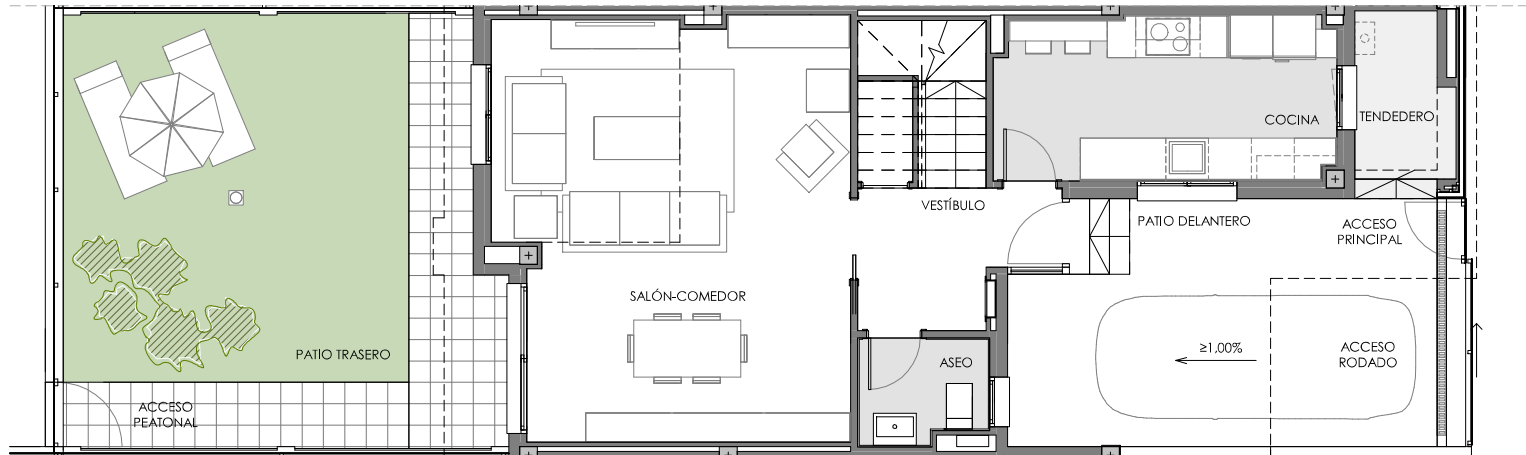 COCINA
TENDEDERO
VESTÍBULO
PATIO DELANTERO
ACCESO
PRINCIPAL
SALÓN-COMEDOR
PATIO TRASERO
ASEO
≥1,00%
ACCESO
RODADO
ACCESO
PEATONAL